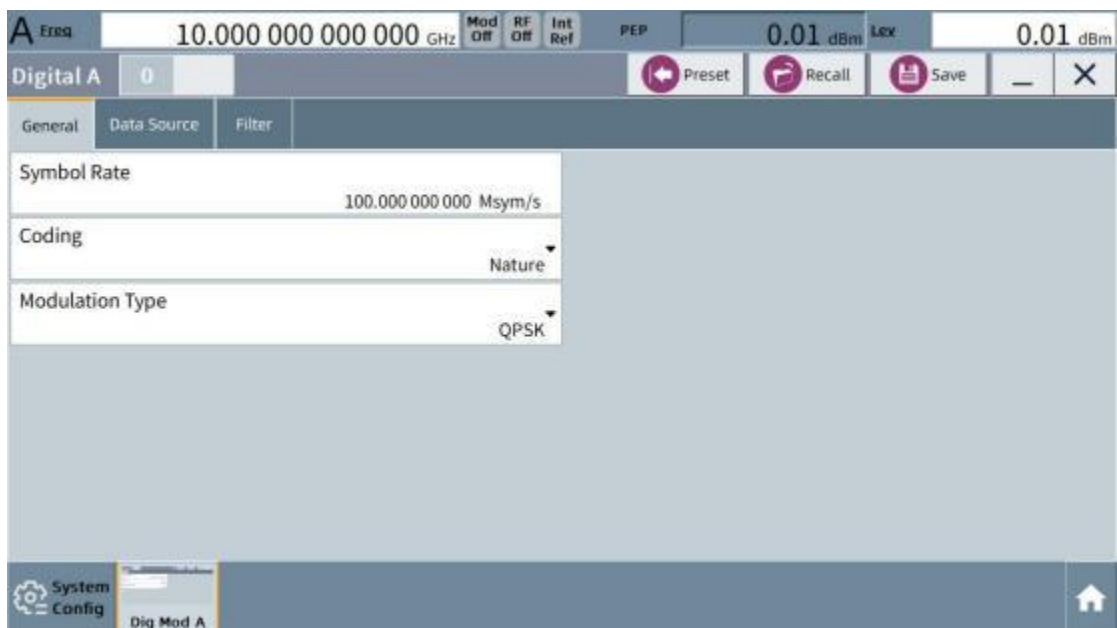 A Freq 10.000 000 000 000 GHz Mod Off RF Off Int Ref PEP 0.01 dBm Lev 0.01 dBm
Digital A 0 Preset Recall Save
General Data Source Filter
Symbol Rate
100.000 000 000 Msym/s
Coding
Nature
Modulation Type
QPSK
System
Config
Dig Mod A